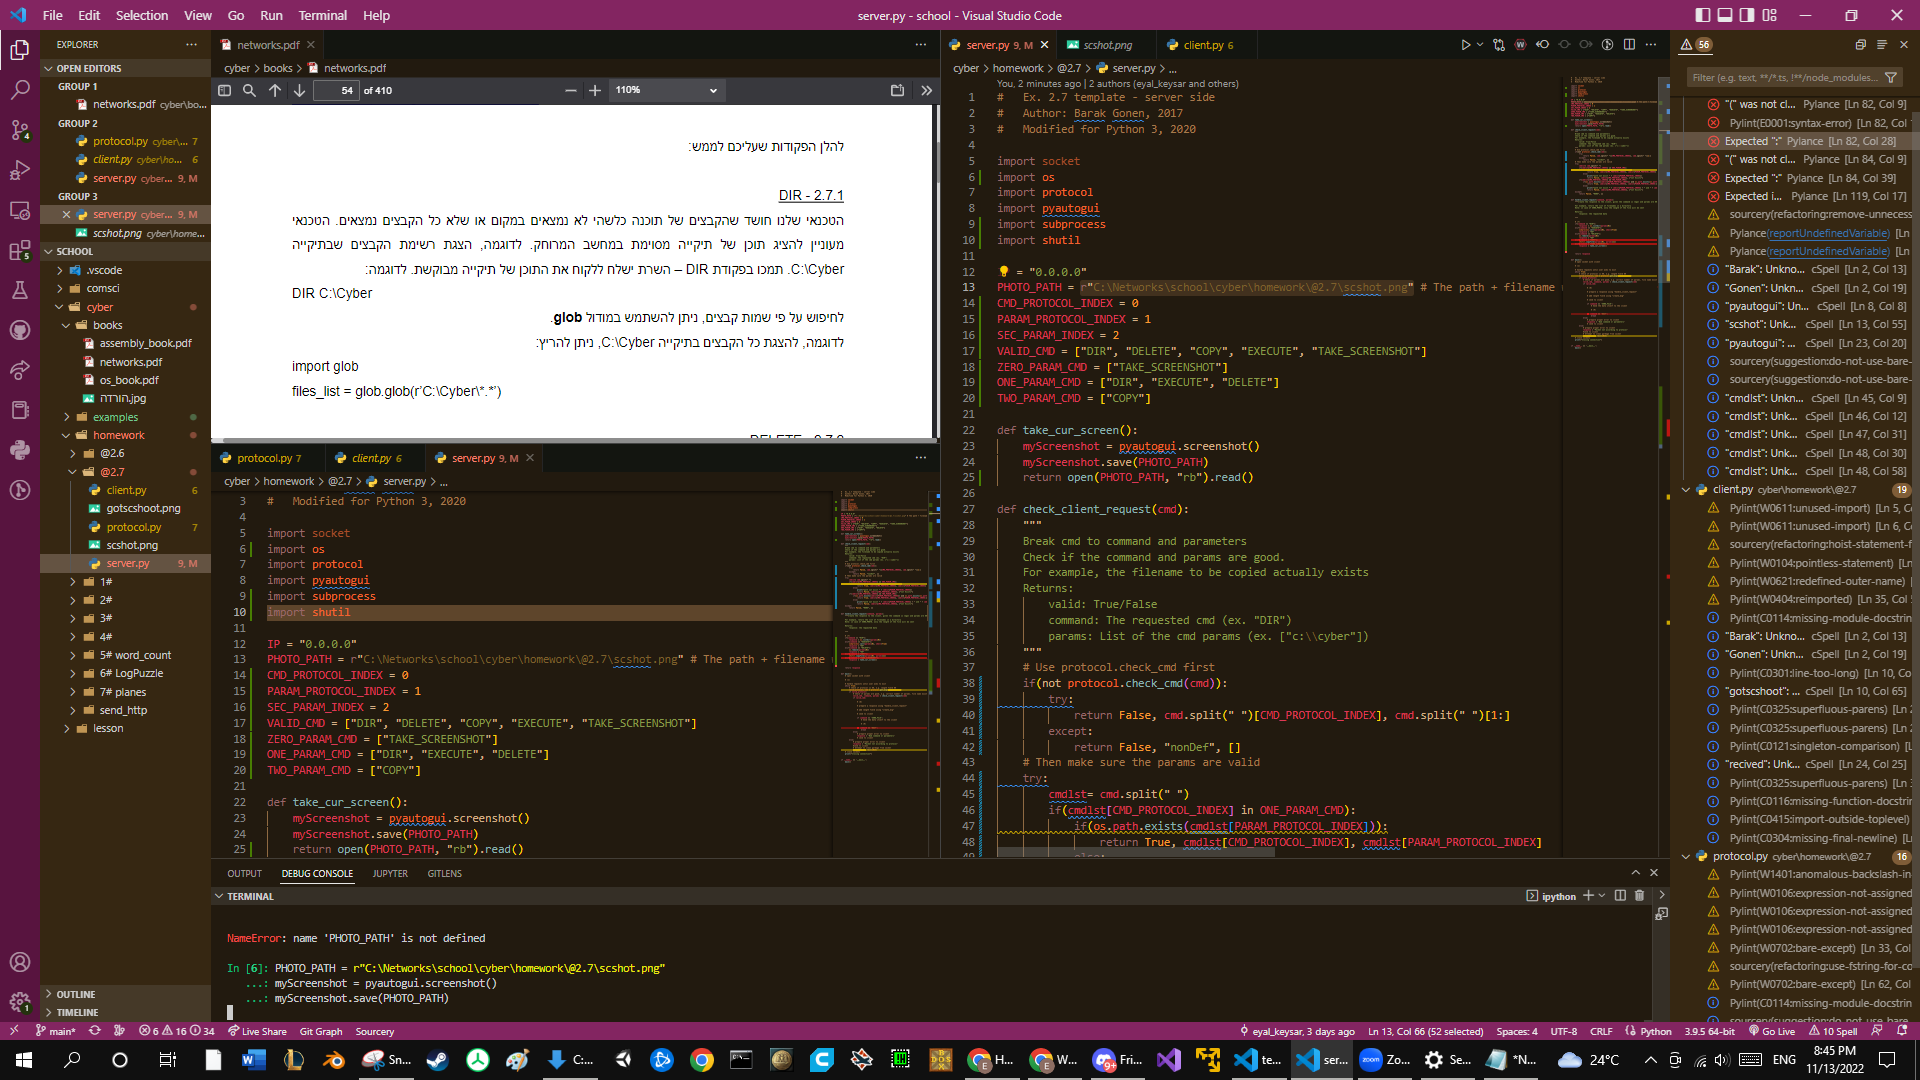 File Edit Selection View Go Run Terminal Help
server.py - school - Visual Studio Code
EXPLORER
OPEN EDITORS
GROUP 1
networks.pdf cyber\bo...
GROUP 2
protocol.py cyber\... 7
client.py cyber\ho... 6
server.py cyber... 9, M
GROUP 3
server.py cyber... 9, M
scshot.png cyber\home...
SCHOOL
.vscode
comsci
cyber
books
assembly_book.pdf
networks.pdf
os_book.pdf
הורדה.jpg
examples
homework
@2.6
@2.7
client.py 6
gotscshoot.png
protocol.py 7
scshot.png
server.py 9, M
1#
2#
3#
4#
5# word_count
6# LogPuzzle
7# planes
send_http
lesson
OUTLINE
TIMELINE
networks.pdf
cyber > books > networks.pdf
54 of 410
110%
להלן הפקודות שעליכם לממש:
DIR - 2.7.1
הטכנאי שלנו חושד שהקבצים של תוכנה כלשהי לא נמצאים במקום או שלא כל הקבצים נמצאים. הטכנאי
מעוניין להציג תוכן של תיקייה מסוימת במחשב המרוחק. לדוגמה, הצגת רשימת הקבצים שבתיקייה
C:\Cyber. תמכו בפקודת DIR – השרת ישלח ללקוח את התוכן של תיקייה מבוקשת. לדוגמה:
DIR C:\Cyber
לחיפוש על פי שמות קבצים, ניתן להשתמש במודול glob.
לדוגמה, להצגת כל הקבצים בתיקייה C:\Cyber, ניתן להריץ:
import glob
files_list = glob.glob(r'C:\Cyber\*.*')
protocol.py 7 client.py 6 server.py 9, M
cyber > homework > @2.7 > server.py > ...
3 # Modified for Python 3, 2020
4
5 import socket
6 import os
7 import protocol
8 import pyautogui
9 import subprocess
10 import shutil
11
12 IP = "0.0.0.0"
13 PHOTO_PATH = r"C:\Networks\school\cyber\homework\@2.7\scshot.png" # The path + filename
14 CMD_PROTOCOL_INDEX = 0
15 PARAM_PROTOCOL_INDEX = 1
16 SEC_PARAM_INDEX = 2
17 VALID_CMD = ["DIR", "DELETE", "COPY", "EXECUTE", "TAKE_SCREENSHOT"]
18 ZERO_PARAM_CMD = ["TAKE_SCREENSHOT"]
19 ONE_PARAM_CMD = ["DIR", "EXECUTE", "DELETE"]
20 TWO_PARAM_CMD = ["COPY"]
21
22 def take_cur_screen():
23 myScreenshot = pyautogui.screenshot()
24 myScreenshot.save(PHOTO_PATH)
25 return open(PHOTO_PATH, "rb").read()
server.py 9, M scshot.png client.py 6
cyber > homework > @2.7 > server.py > ...
You, 2 minutes ago | 2 authors (eyal_keysar and others)
1 # Ex. 2.7 template - server side
2 # Author: Barak Gonen, 2017
3 # Modified for Python 3, 2020
4
5 import socket
6 import os
7 import protocol
8 import pyautogui
9 import subprocess
10 import shutil
11
12 = "0.0.0.0"
13 PHOTO_PATH = r"C:\Networks\school\cyber\homework\@2.7\scshot.png" # The path + filename
14 CMD_PROTOCOL_INDEX = 0
15 PARAM_PROTOCOL_INDEX = 1
16 SEC_PARAM_INDEX = 2
17 VALID_CMD = ["DIR", "DELETE", "COPY", "EXECUTE", "TAKE_SCREENSHOT"]
18 ZERO_PARAM_CMD = ["TAKE_SCREENSHOT"]
19 ONE_PARAM_CMD = ["DIR", "EXECUTE", "DELETE"]
20 TWO_PARAM_CMD = ["COPY"]
21
22 def take_cur_screen():
23 myScreenshot = pyautogui.screenshot()
24 myScreenshot.save(PHOTO_PATH)
25 return open(PHOTO_PATH, "rb").read()
26
27 def check_client_request(cmd):
28 """
29 Break cmd to command and parameters
30 Check if the command and params are good.
31 For example, the filename to be copied actually exists
32 Returns:
33 valid: True/False
34 command: The requested cmd (ex. "DIR")
35 params: List of the cmd params (ex. ["c:\\cyber"])
36 """
37 # Use protocol.check_cmd first
38 if(not protocol.check_cmd(cmd)):
39 try:
40 return False, cmd.split(" ")[CMD_PROTOCOL_INDEX], cmd.split(" ")[1:]
41 except:
42 return False, "nonDef", []
43 # Then make sure the params are valid
44 try:
45 cmdlst= cmd.split(" ")
46 if(cmdlst[CMD_PROTOCOL_INDEX] in ONE_PARAM_CMD):
47 if(os.path.exists(cmdlst[PARAM_PROTOCOL_INDEX])):
48 return True, cmdlst[CMD_PROTOCOL_INDEX], cmdlst[PARAM_PROTOCOL_INDEX]
56
Filter (e.g. text, **/*.ts, !**/node_modules...
"(" was not cl... Pylance [Ln 82, Col 9]
Pylint(E0001:syntax-error) [Ln 82, Col
Expected ":" Pylance [Ln 82, Col 28]
"(" was not cl... Pylance [Ln 84, Col 9]
Expected ":" Pylance [Ln 84, Col 39]
Expected i... Pylance [Ln 119, Col 17]
sourcery(refactoring:remove-unnecess
Pylance(reportUndefinedVariable) [Ln
Pylance(reportUndefinedVariable) [Ln
"Barak": Unkno... cSpell [Ln 2, Col 13]
"Gonen": Unkno... cSpell [Ln 2, Col 19]
"pyautogui": Un... cSpell [Ln 8, Col 8]
"scshot": Unk... cSpell [Ln 13, Col 55]
"pyautogui":... cSpell [Ln 23, Col 20]
sourcery(suggestion:do-not-use-bare-
sourcery(suggestion:do-not-use-bare-
"cmdlst": Unkn... cSpell [Ln 45, Col 9]
"cmdlst": Unk... cSpell [Ln 46, Col 12]
"cmdlst": Unk... cSpell [Ln 47, Col 31]
"cmdlst": Unk... cSpell [Ln 48, Col 30]
"cmdlst": Unk... cSpell [Ln 48, Col 58]
client.py cyber\homework\@2.7 19
Pylint(W0611:unused-import) [Ln 5, Co
Pylint(W0611:unused-import) [Ln 6, Co
sourcery(refactoring:hoist-statement-f
Pylint(W0104:pointless-statement) [Ln
Pylint(W0621:redefined-outer-name)
Pylint(W0404:reimported) [Ln 35,
Pylint(C0114:missing-module-docstrin
"Barak": Unkno... cSpell [Ln 2, Col 13]
"Gonen": Unkno... cSpell [Ln 2, Col 19]
Pylint(C0301:line-too-long) [Ln 10, Co
"gotscshoot":... cSpell [Ln 10, Col 65]
Pylint(C0325:superfluous-parens) [Ln
Pylint(C0325:superfluous-parens) [Ln
Pylint(C0121:singleton-comparison)
"recived": Unk... cSpell [Ln 24, Col 25]
Pylint(C0325:superfluous-parens) [Ln
Pylint(C0116:missing-function-docstrin
Pylint(C0415:import-outside-toplevel)
Pylint(C0304:missing-final-newline)
protocol.py cyber\homework\@2.7 16
Pylint(W1401:anomalous-backslash-in
Pylint(W0106:expression-not-assigned
Pylint(W0106:expression-not-assigned
Pylint(W0106:expression-not-assigned
Pylint(W0702:bare-except) [Ln 33, Col
sourcery(refactoring:use-fstring-for-co
Pylint(W0702:bare-except) [Ln 62, Col
Pylint(C0114:missing-module-docstrin
OUTPUT DEBUG CONSOLE JUPYTER GITLENS
TERMINAL
ipython
NameError: name 'PHOTO_PATH' is not defined
In [6]: PHOTO_PATH = r"C:\Networks\school\cyber\homework\@2.7\scshot.png"
...: myScreenshot = pyautogui.screenshot()
...: myScreenshot.save(PHOTO_PATH)
main* 6 16 34 Live Share Git Graph Sourcery
eyal_keysar, 3 days ago Ln 13, Col 66 (52 selected) Spaces: 4 UTF-8 CRLF Python 3.9.5 64-bit Go Live 10 Spell
Sn... C:... H... W... Fri... te... ser... Zo... Se... *N... 24°C ENG
8:45 PM
11/13/2022